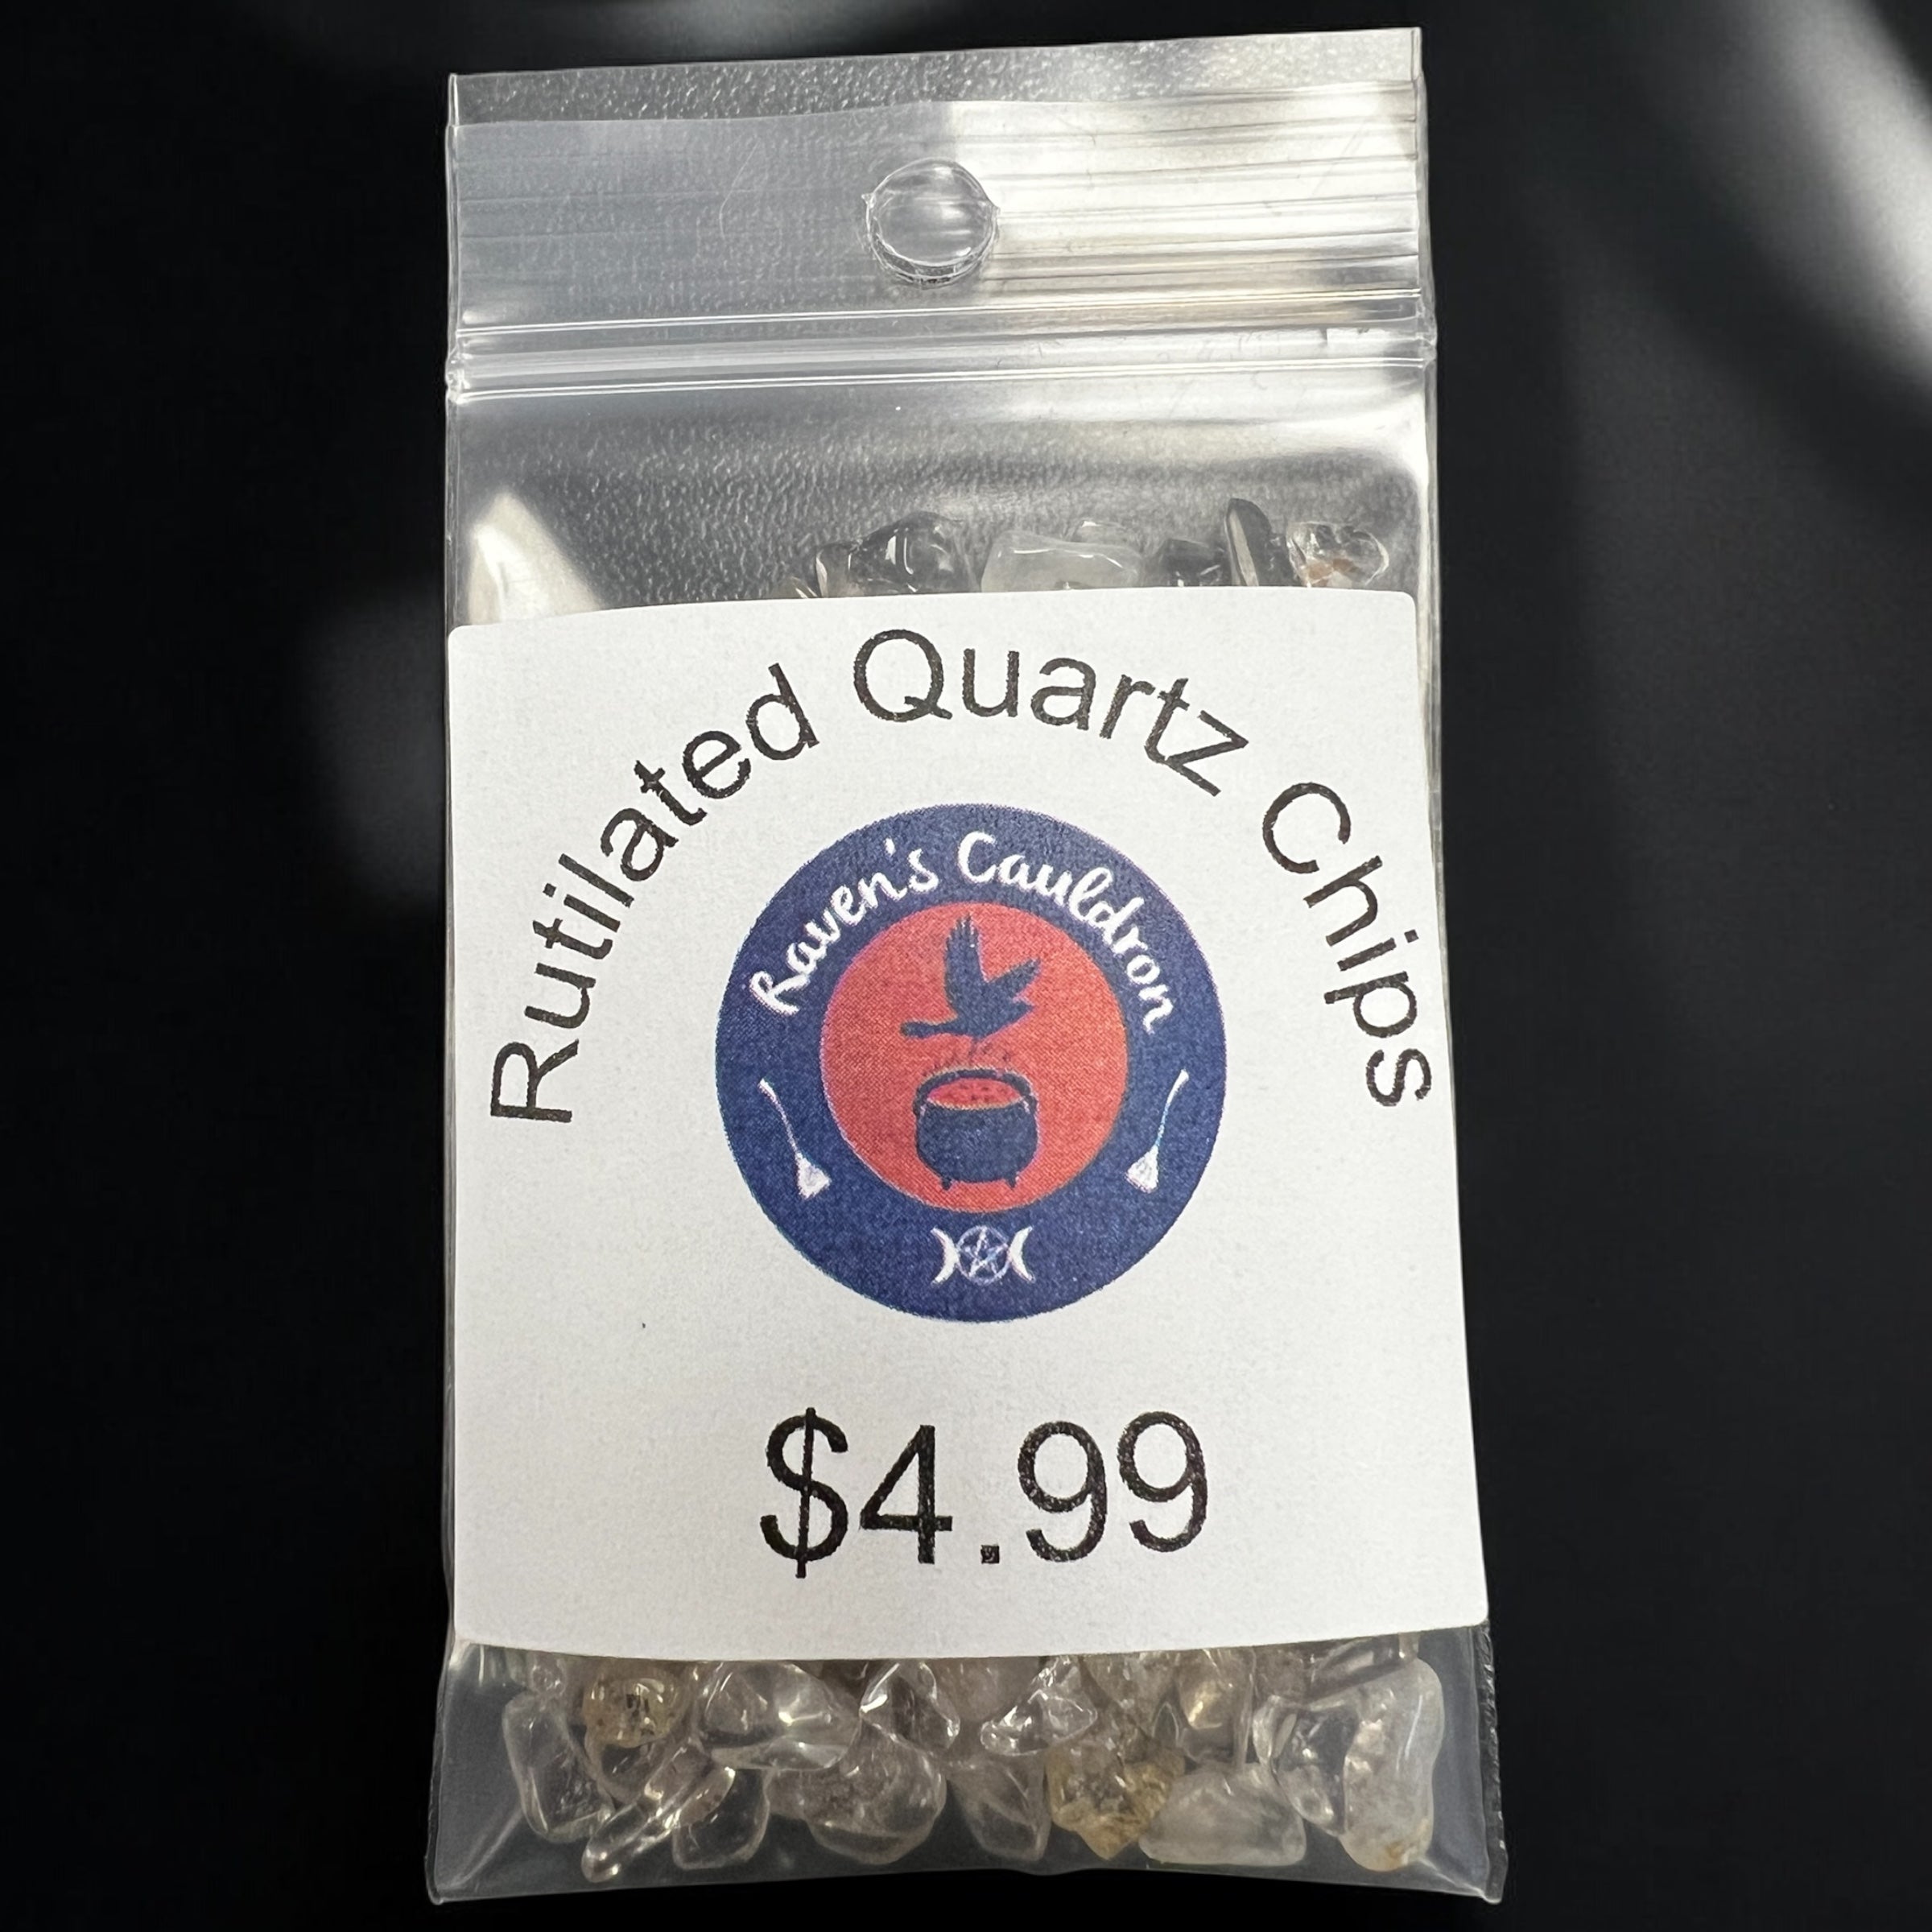 Rutilated Quartz Chips
Raven's Cauldron
$4.99